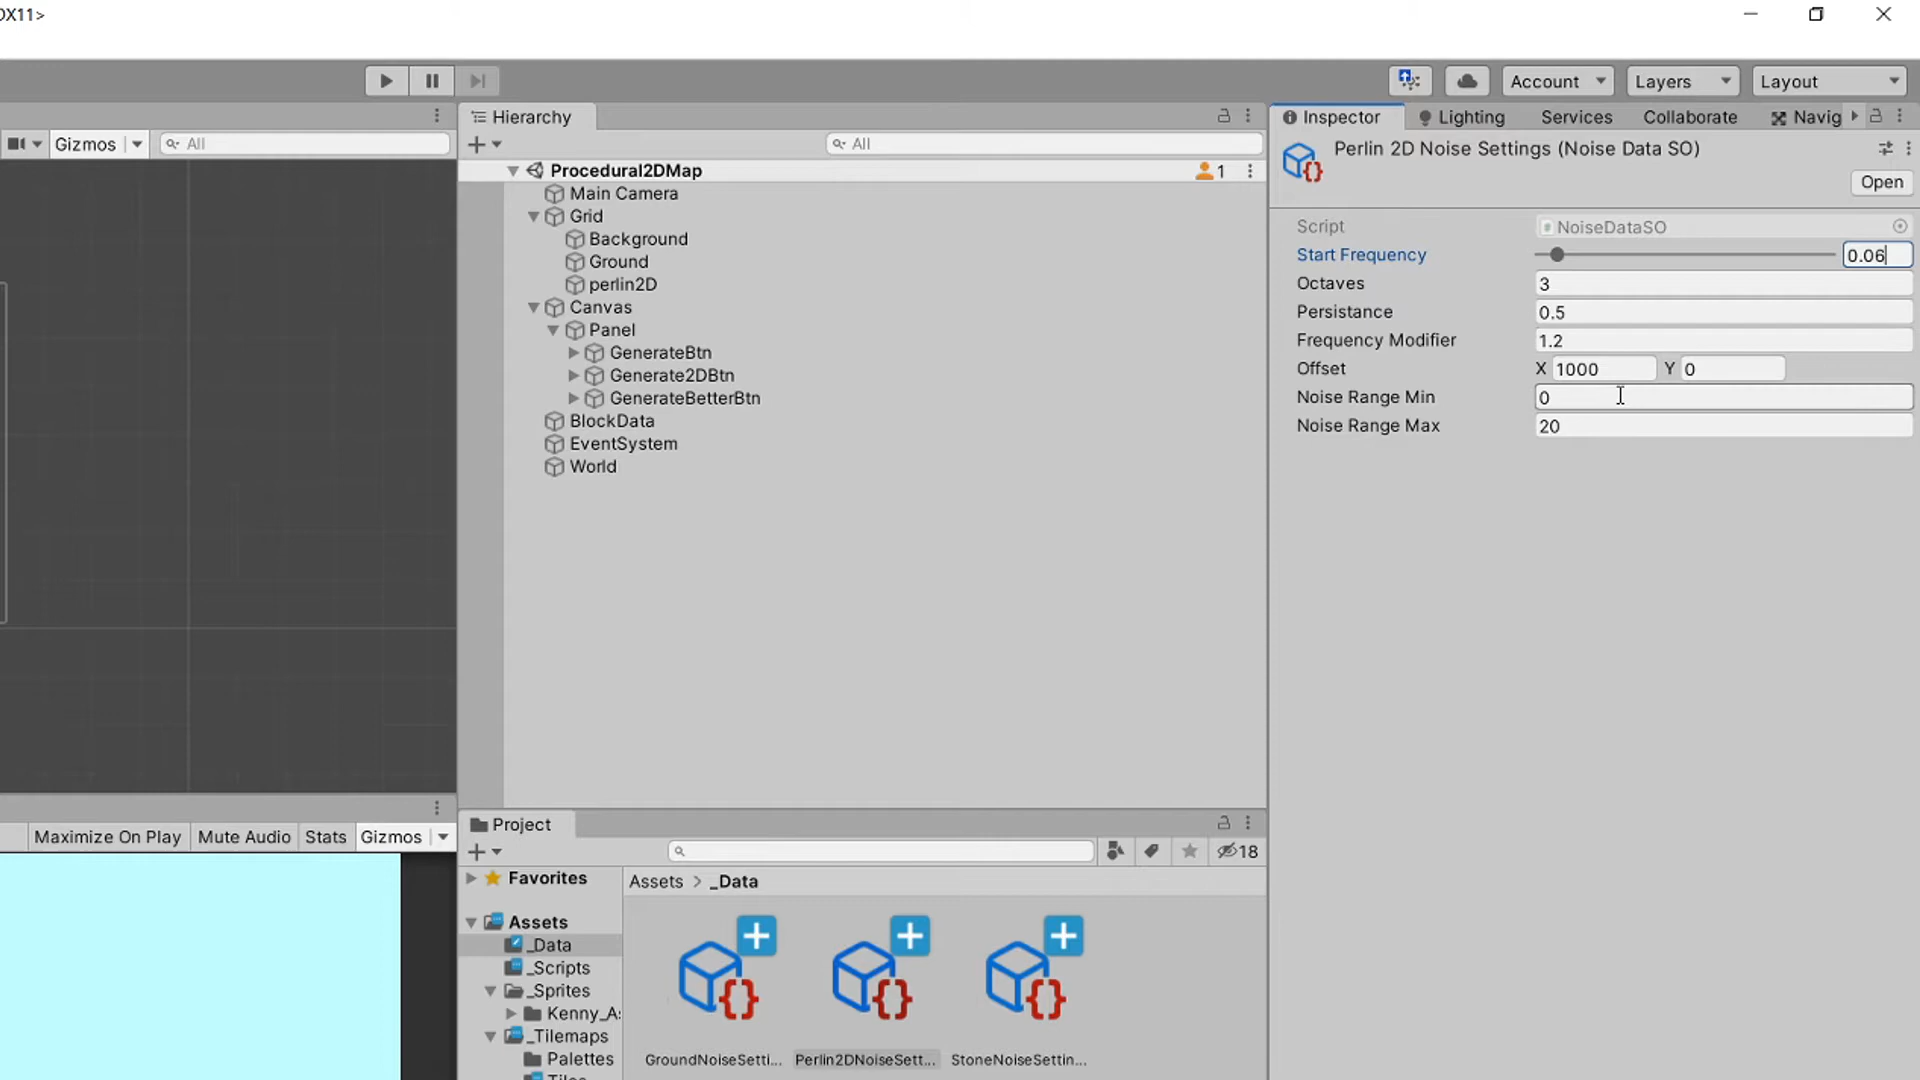 DX11>
Account
Layers
Layout
Gizmos
All
Hierarchy
All
Procedural2DMap
1
Main Camera
Grid
Background
Ground
perlin2D
Canvas
Panel
GenerateBtn
Generate2DBtn
GenerateBetterBtn
BlockData
EventSystem
World
Inspector
Lighting
Services
Collaborate
Navig
Perlin 2D Noise Settings (Noise Data SO)
Open
Script
NoiseDataSO
Start Frequency
0.06
Octaves
3
Persistance
0.5
Frequency Modifier
1.2
Offset
X 1000
Y 0
Noise Range Min
0
Noise Range Max
20
Maximize On Play
Mute Audio
Stats
Gizmos
Project
18
Favorites
Assets
_Data
_Scripts
_Sprites
Kenny_A
_Tilemaps
Palettes
Assets > _Data
GroundNoiseSetti...
Perlin2DNoiseSett...
StoneNoiseSettin...